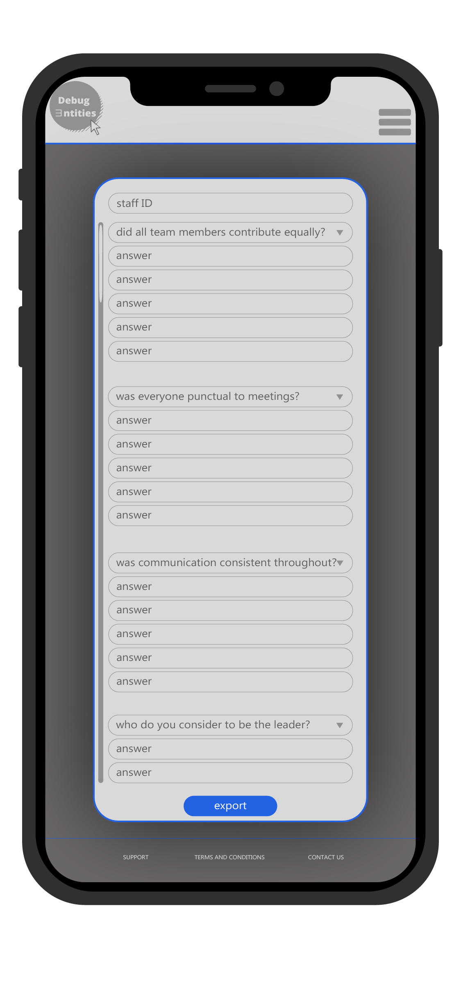 Debug
Ǝntities
staff ID
did all team members contribute equally?
answer
answer
answer
answer
answer
was everyone punctual to meetings?
answer
answer
answer
answer
answer
was communication consistent throughout?
answer
answer
answer
answer
answer
who do you consider to be the leader?
answer
answer
export
SUPPORT TERMS AND CONDITIONS CONTACT US